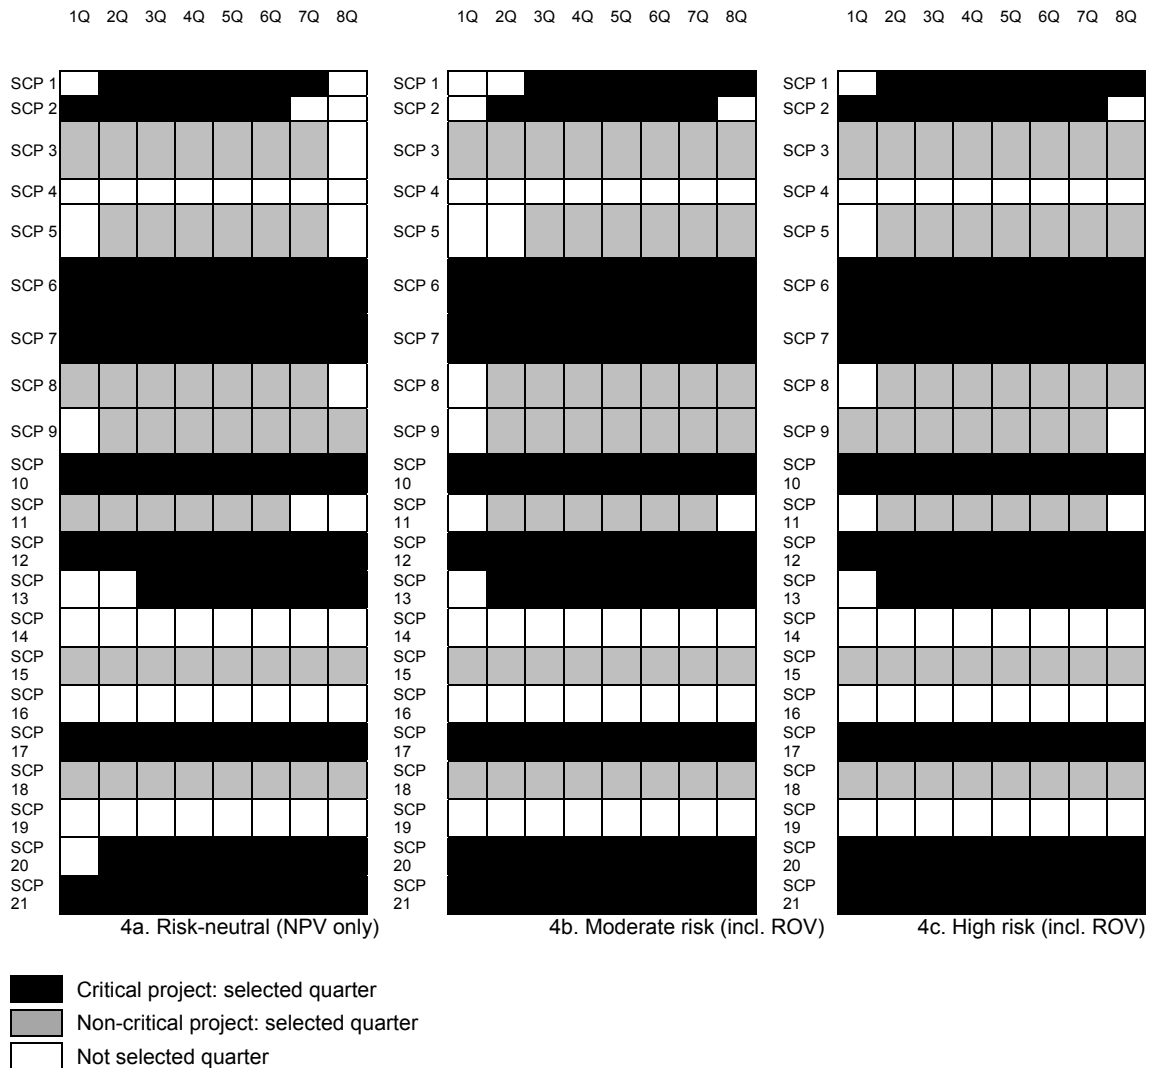 1Q 2Q 3Q 4Q 5Q 6Q 7Q 8Q 1Q 2Q 3Q 4Q 5Q 6Q 7Q 8Q 1Q 2Q 3Q 4Q 5Q 6Q 7Q 8Q
SCP 1 SCP 1 SCP 1
SCP 2 SCP 2 SCP 2
SCP 3 SCP 3 SCP 3
SCP 4 SCP 4 SCP 4
SCP 5 SCP 5 SCP 5
SCP 6 SCP 6 SCP 6
SCP 7 SCP 7 SCP 7
SCP 8 SCP 8 SCP 8
SCP 9 SCP 9 SCP 9
SCP SCP SCP
10 10 10
SCP SCP SCP
11 11 11
SCP SCP SCP
12 12 12
SCP SCP SCP
13 13 13
SCP SCP SCP
14 14 14
SCP SCP SCP
15 15 15
SCP SCP SCP
16 16 16
SCP SCP SCP
17 17 17
SCP SCP SCP
18 18 18
SCP SCP SCP
19 19 19
SCP SCP SCP
20 20 20
SCP SCP SCP
21 21 21
4a. Risk-neutral (NPV only) 4b. Moderate risk (incl. ROV) 4c. High risk (incl. ROV)
Critical project: selected quarter
Non-critical project: selected quarter
Not selected quarter